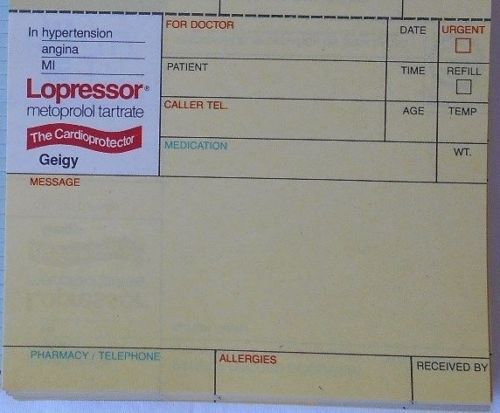 In hypertension
angina
MI
Lopressor®
metoprolol tartrate
The Cardioprotector
Geigy
FOR DOCTOR
DATE
URGENT
PATIENT
TIME
REFILL
CALLER TEL.
AGE
TEMP
MEDICATION
WT.
MESSAGE
PHARMACY / TELEPHONE
ALLERGIES
RECEIVED BY